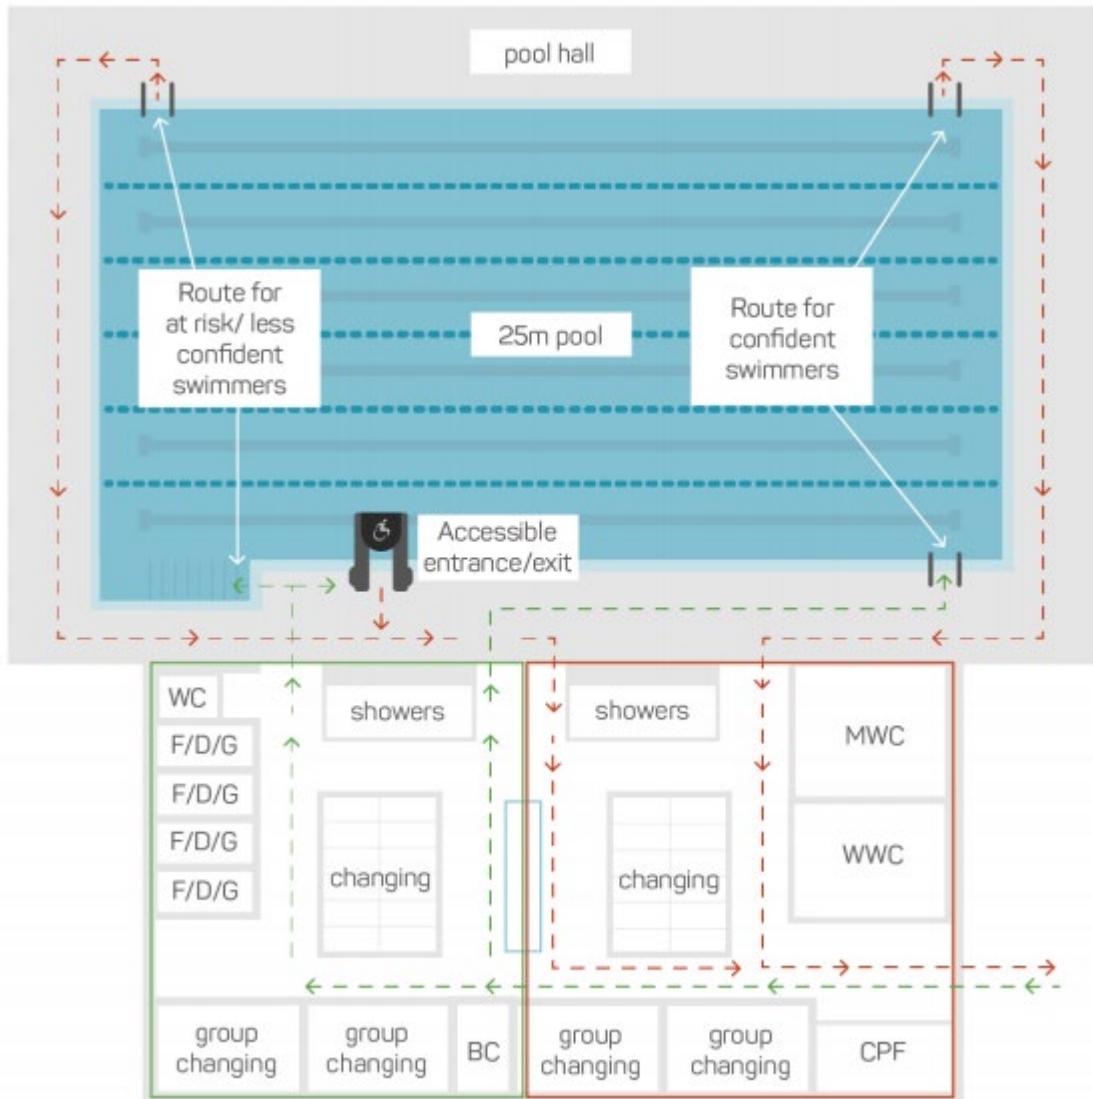 pool hall
Route for
at risk/ less
confident
swimmers
25m pool
Route for
confident
swimmers
Accessible
entrance/exit
WC
F/D/G
F/D/G
F/D/G
F/D/G
showers
changing
showers
changing
MWC
WWC
group
changing
group
changing
BC
group
changing
group
changing
CPF